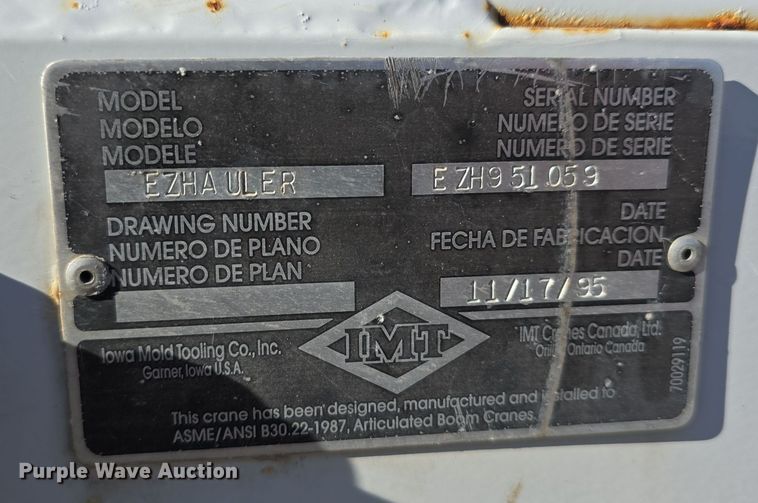 MODEL
MODELO
MODELE
EZHAULER
SERIAL NUMBER
NUMERO DE SERIE
NUMERO DE SERIE
EZH951059
DRAWING NUMBER
NUMERO DE PLANO
NUMERO DE PLAN
DATE
FECHA DE FABRICACION
DATE
11/17/95
Iowa Mold Tooling Co., Inc.
Garner, Iowa U.S.A.
IMT
IMT Cranes Canada, Ltd.
Orillia Ontario Canada
70029119
This crane has been designed, manufactured and installed to
ASME/ANSI B30.22-1987, Articulated Boom Cranes.
Purple Wave Auction